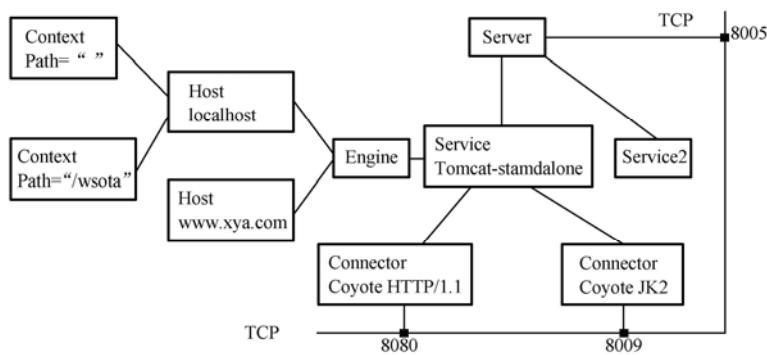 TCP
8005
Server
Context
Path=“ ”
Host
localhost
Service
Tomcat-stamdalone
Service2
Engine
Context
Path=“/wsota”
Host
www.xya.com
Connector
Coyote HTTP/1.1
Connector
Coyote JK2
TCP
8080
8009